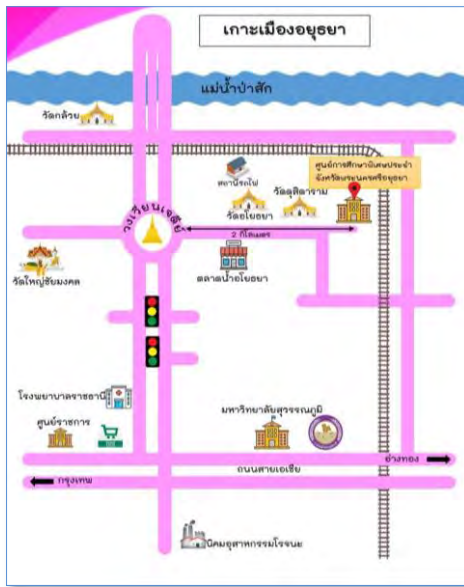 เกาะเมืองอยุธยา
แม่น้ำป่าสัก
วัดกล้วย
ศูนย์การศึกษาพิเศษประจำ
จังหวัดพระนครศรีอยุธยา
สถานีรถไฟ
วัดดุสิดาราม
วัดอโยธยา
วงเวียนเจดีย์
2 กิโลเมตร
ตลาดน้ำอโยธยา
วัดใหญ่ชัยมงคล
โรงพยาบาลราชธานี
มหาวิทยาลัยสุวรรณภูมิ
ศูนย์ราชการ
อ่างทอง
ถนนสายเอเชีย
กรุงเทพ
นิคมอุตสาหกรรมโรจนะ